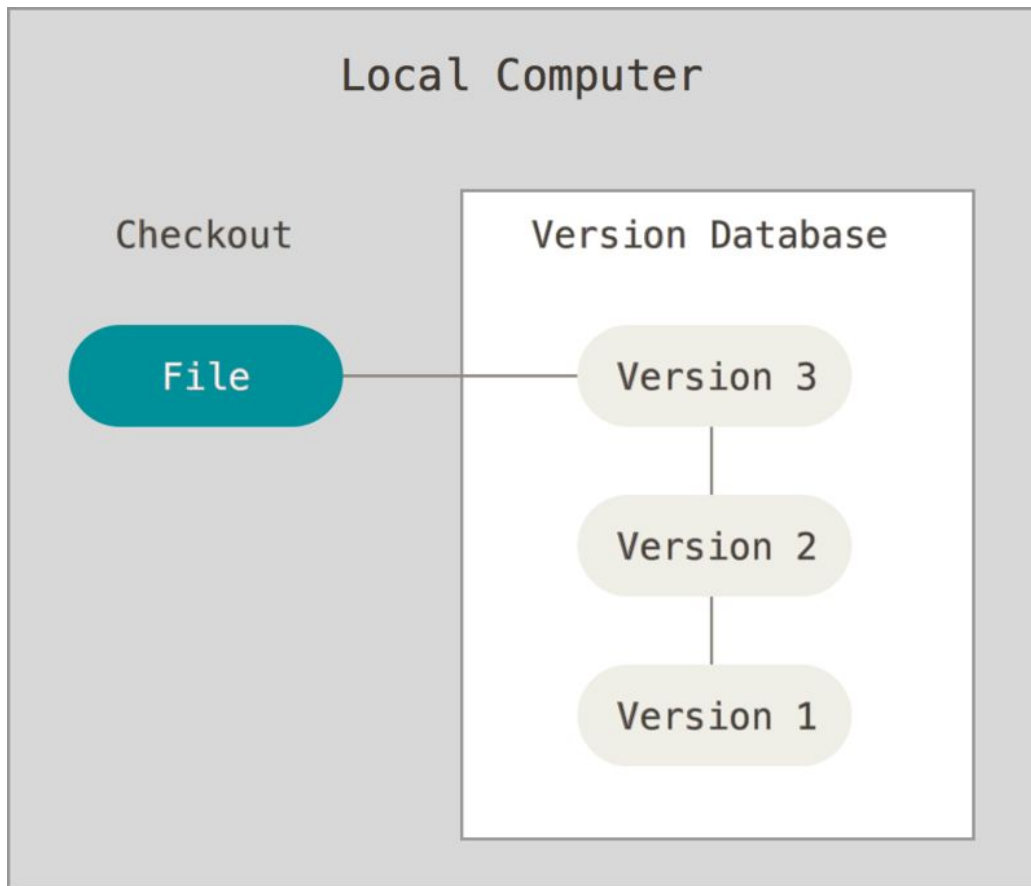 Local Computer
Checkout
Version Database
File
Version 3
Version 2
Version 1